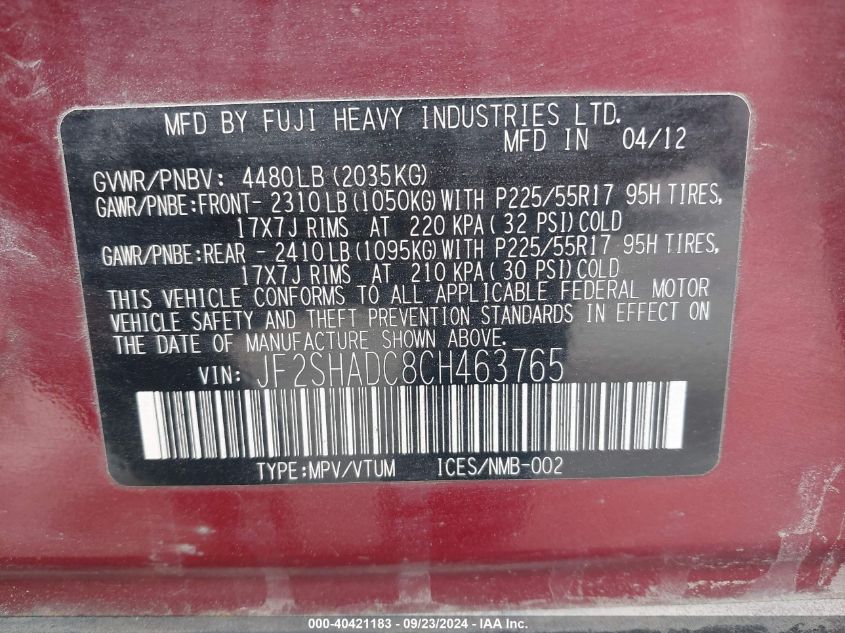 MFD BY FUJI HEAVY INDUSTRIES LTD.
MFD IN 04/12
GVWR/PNBV: 4480LB(2035KG)
GAWR/PNBE:FRONT- 2310LB(1050KG)WITH P225/55R17 95H TIRES,
17X7J RIMS AT 220 KPA( 32 PSI)COLD
GAWR/PNBE:REAR - 2410LB(1095KG)WITH P225/55R17 95H TIRES,
17X7J RIMS AT 210 KPA( 30 PSI)COLD
THIS VEHICLE CONFORMS TO ALL APPLICABLE FEDERAL MOTOR
VEHICLE SAFETY AND THEFT PREVENTION STANDARDS IN EFFECT ON
THE DATE OF MANUFACTURE SHOWN ABOVE.
VIN: JF2SHADC8CH463765
TYPE:MPV/VTUM ICES/NMB-002
000-40421183 - 09/23/2024 - IAAI.COM